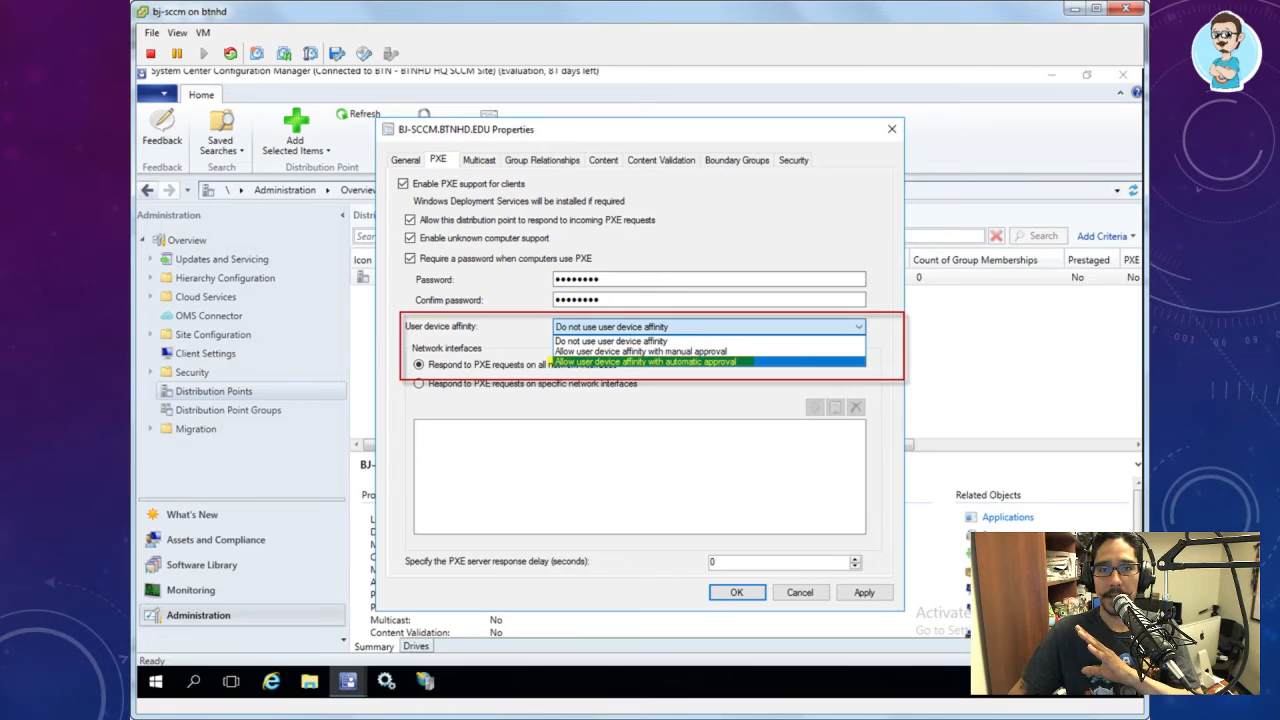 bj-sccm on btnhd
File View VM
System Center Configuration Manager (Connected to BTN - BTNHD HQ SCCM Site) (Evaluation, 81 days left)
Home
Feedback
Saved Searches
Add Selected Items
Refresh
Feedback Search Distribution Point
\ Administration Overview
Administration
Overview
Updates and Servicing
Hierarchy Configuration
Cloud Services
OMS Connector
Site Configuration
Client Settings
Security
Distribution Points
Distribution Point Groups
Migration
What's New
Assets and Compliance
Software Library
Monitoring
Administration
Ready
BJ-SCCM.BTNHD.EDU Properties
General PXE Multicast Group Relationships Content Content Validation Boundary Groups Security
Enable PXE support for clients
Windows Deployment Services will be installed if required
Allow this distribution point to respond to incoming PXE requests
Enable unknown computer support
Require a password when computers use PXE
Password: ●●●●●●●●
Confirm password: ●●●●●●●●
User device affinity: Do not use user device affinity
Do not use user device affinity
Allow user device affinity with manual approval
Allow user device affinity with automatic approval
Network interfaces
Respond to PXE requests on all network interfaces
Respond to PXE requests on specific network interfaces
Specify the PXE server response delay (seconds): 0
OK Cancel Apply
Search Add Criteria
Icon Count of Group Memberships Prestaged PXE
0 No No
BJ-
Related Objects
Applications
Multicast: No
Content Validation: No
Summary Drives
Activate
Go to Sett